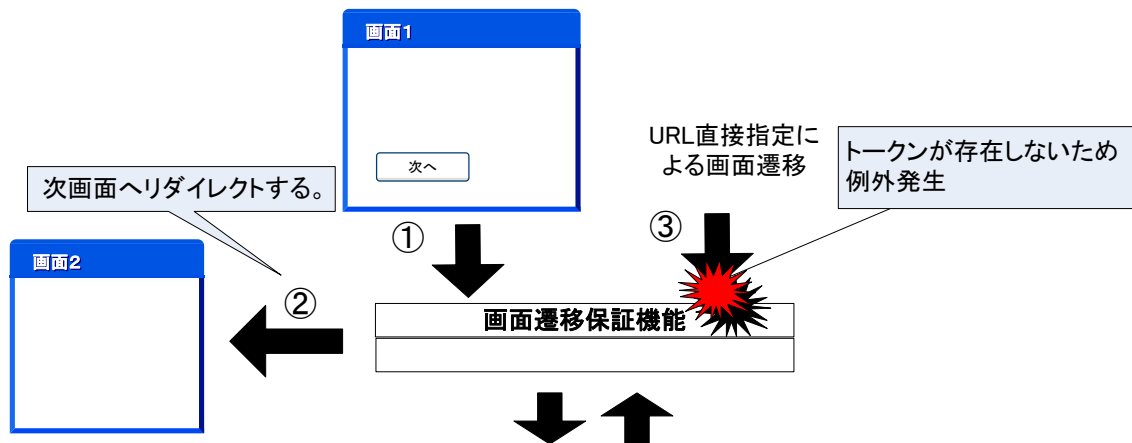 画面1
次へ
URL直接指定に
よる画面遷移
トークンが存在しないため
例外発生
次画面へリダイレクトする。
①
③
画面2
②
画面遷移保証機能